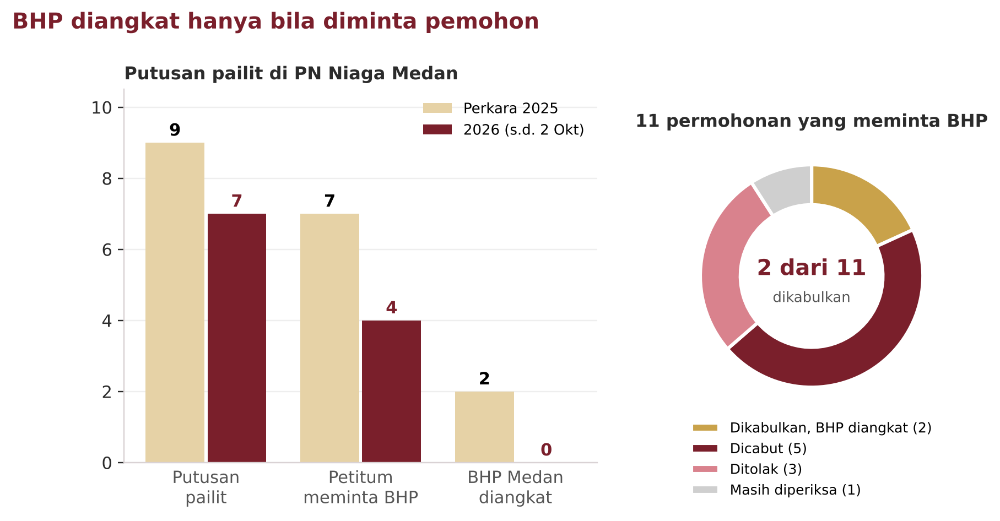 BHP diangkat hanya bila diminta pemohon
Putusan pailit di PN Niaga Medan
10
8
6
4
2
0
9
7
7
4
2
0
Perkara 2025
2026 (s.d. 2 Okt)
Putusan
pailit
Petitum
meminta BHP
BHP Medan
diangkat
11 permohonan yang meminta BHP
2 dari 11
dikabulkan
Dikabulkan, BHP diangkat (2)
Dicabut (5)
Ditolak (3)
Masih diperiksa (1)